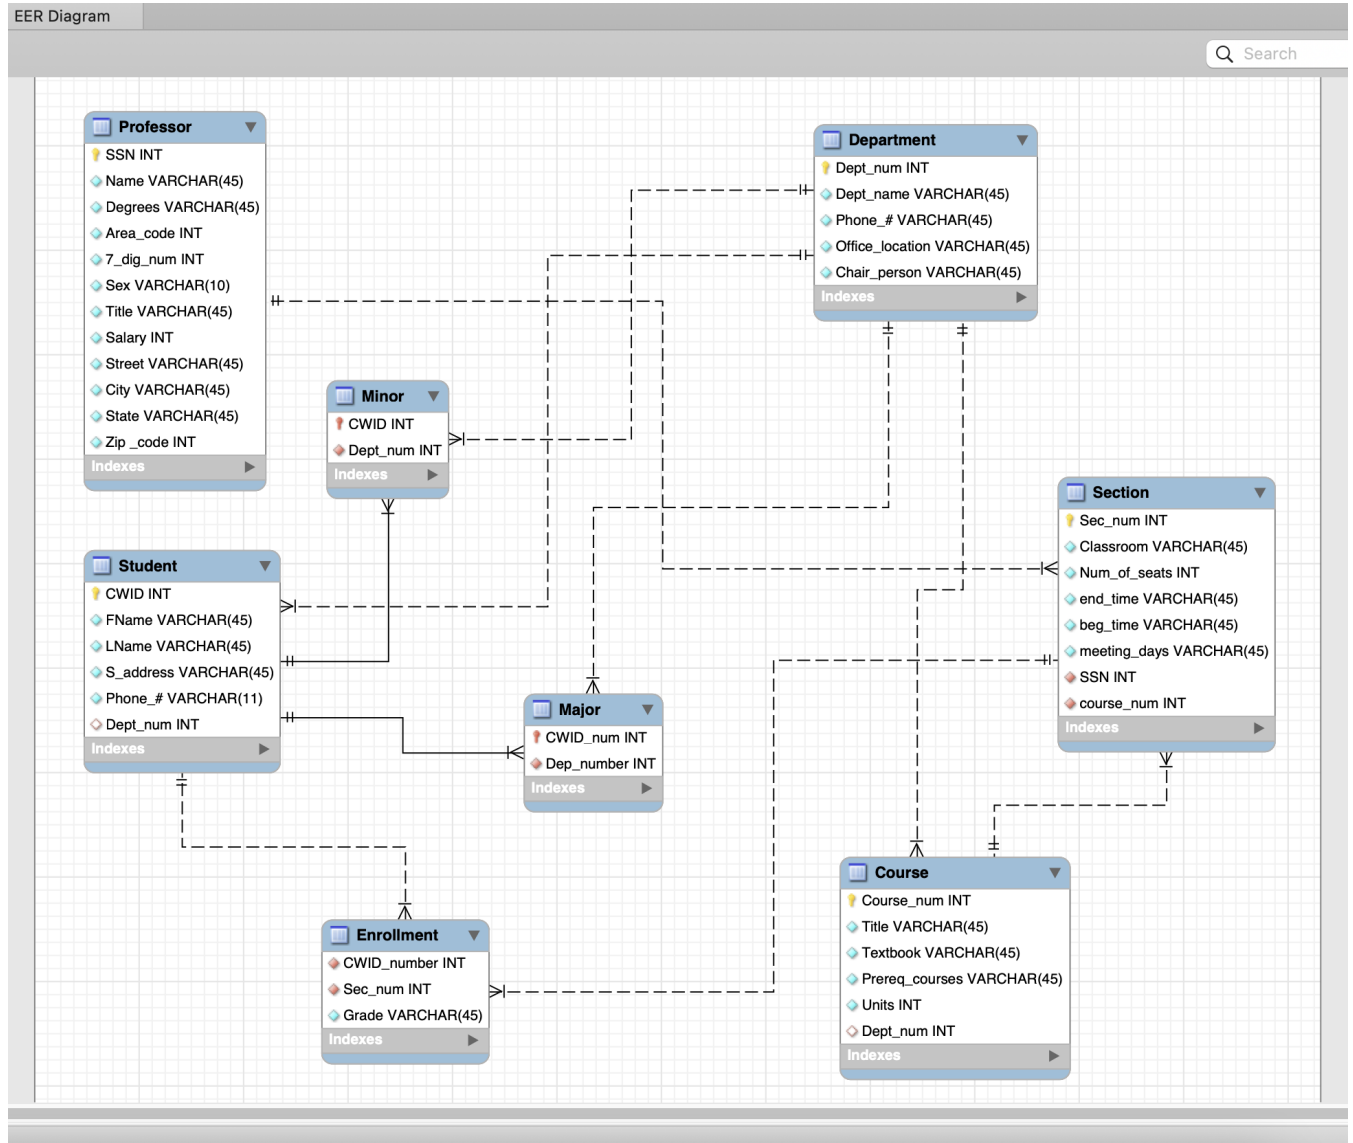 EER Diagram
Search
Professor
SSN INT
Name VARCHAR(45)
Degrees VARCHAR(45)
Area_code INT
7_dig_num INT
Sex VARCHAR(10)
Title VARCHAR(45)
Salary INT
Street VARCHAR(45)
City VARCHAR(45)
State VARCHAR(45)
Zip _code INT
Indexes
Department
Dept_num INT
Dept_name VARCHAR(45)
Phone_# VARCHAR(45)
Office_location VARCHAR(45)
Chair_person VARCHAR(45)
Indexes
Minor
CWID INT
Dept_num INT
Indexes
Student
CWID INT
FName VARCHAR(45)
LName VARCHAR(45)
S_address VARCHAR(45)
Phone_# VARCHAR(11)
Dept_num INT
Indexes
Section
Sec_num INT
Classroom VARCHAR(45)
Num_of_seats INT
end_time VARCHAR(45)
beg_time VARCHAR(45)
meeting_days VARCHAR(45)
SSN INT
course_num INT
Indexes
Major
CWID_num INT
Dep_number INT
Indexes
Enrollment
CWID_number INT
Sec_num INT
Grade VARCHAR(45)
Indexes
Course
Course_num INT
Title VARCHAR(45)
Textbook VARCHAR(45)
Prereq_courses VARCHAR(45)
Units INT
Dept_num INT
Indexes